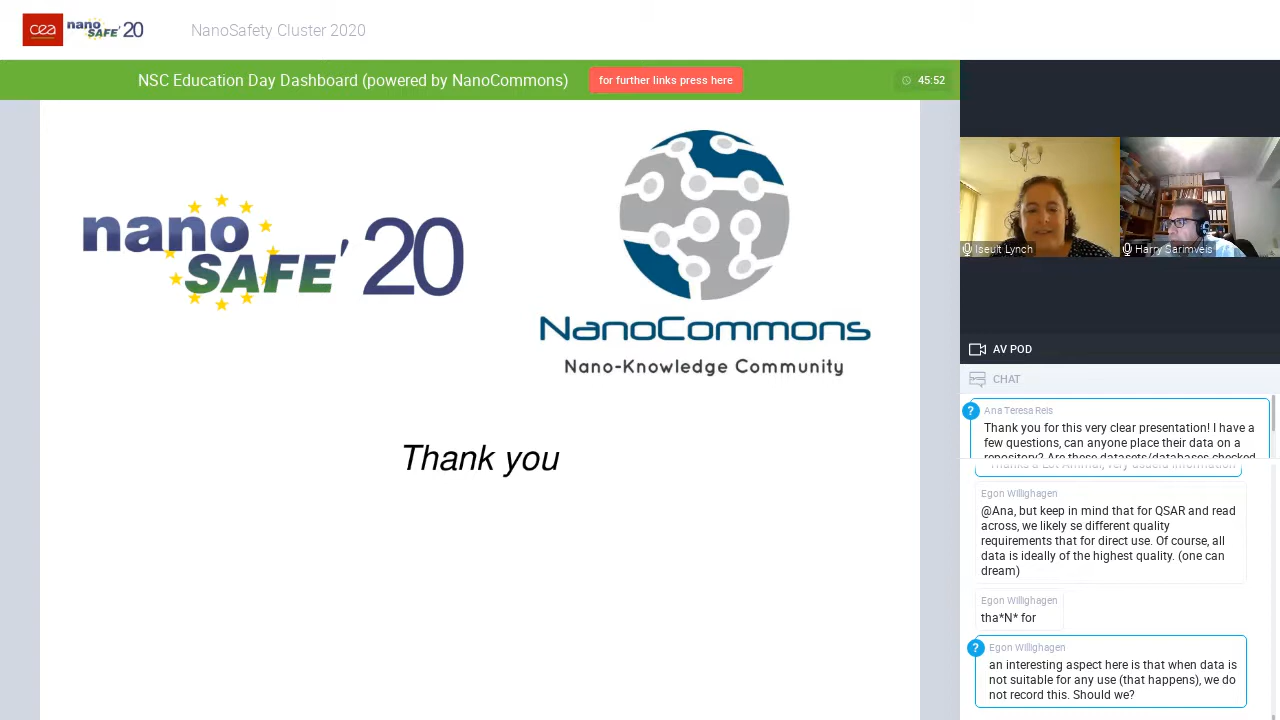 cea nano SAFE' 20
NanoSafety Cluster 2020
NSC Education Day Dashboard (powered by NanoCommons)
for further links press here
45:52
nano
SAFE' 20
NanoCommons
Nano-Knowledge Community
Thank you
Iseult Lynch
Harry Sarimveis
AV POD
CHAT
?
Ana Teresa Reis
Thank you for this very clear presentation! I have a
few questions, can anyone place their data on a
repository? Are these datasets/databases checked
Egon Willighagen
@Ana, but keep in mind that for QSAR and read
across, we likely se different quality
requirements that for direct use. Of course, all
data is ideally of the highest quality. (one can
dream)
Egon Willighagen
tha*N* for
?
Egon Willighagen
an interesting aspect here is that when data is
not suitable for any use (that happens), we do
not record this. Should we?